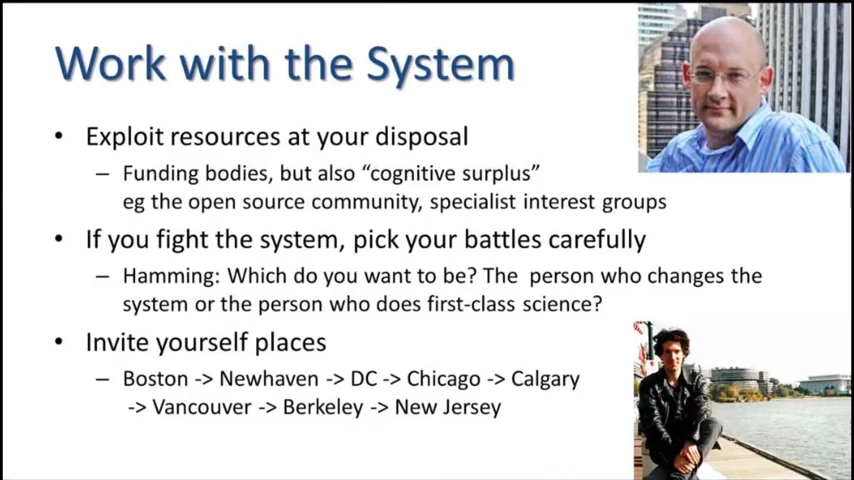 Work with the System
• Exploit resources at your disposal
– Funding bodies, but also “cognitive surplus”
eg the open source community, specialist interest groups
• If you fight the system, pick your battles carefully
– Hamming: Which do you want to be? The person who changes the
system or the person who does first-class science?
• Invite yourself places
– Boston -> Newhaven -> DC -> Chicago -> Calgary
-> Vancouver -> Berkeley -> New Jersey